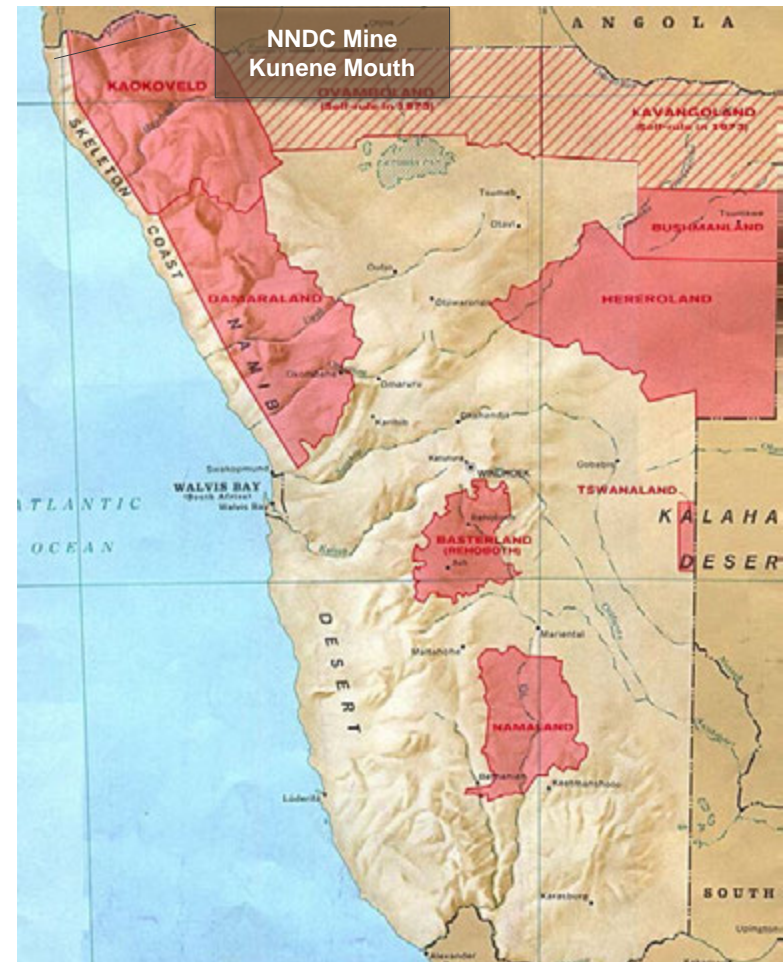 NNDC Mine
Kunene Mouth
ANGOLA
KAOKOVELD
OVAMBOLAND
(Self-rule in 1973)
KAVANGOLAND
(Self-rule in 1973)
SKELETON
COAST
Tsumeb
Otavi
Tsumkwe
BUSHMANLAND
Outjo
DAMARALAND
Otjiwarongo
HEREROLAND
NAMIB
Omaruru
Karibib
Okahandja
Swakopmund
Katutura
WINDHOEK
Gobabis
WALVIS BAY
(South Africa)
Walvis Bay
TSWANALAND
ATLANTIC
OCEAN
Rehoboth
KALAHA
DESER
BASTERLAND
(REHOBOTH)
DESERT
Mariental
Maltahöhe
NAMALAND
Bethanien
Keetmanshoop
Lüderitz
Karasburg
SOUTH
Upington
Alexander